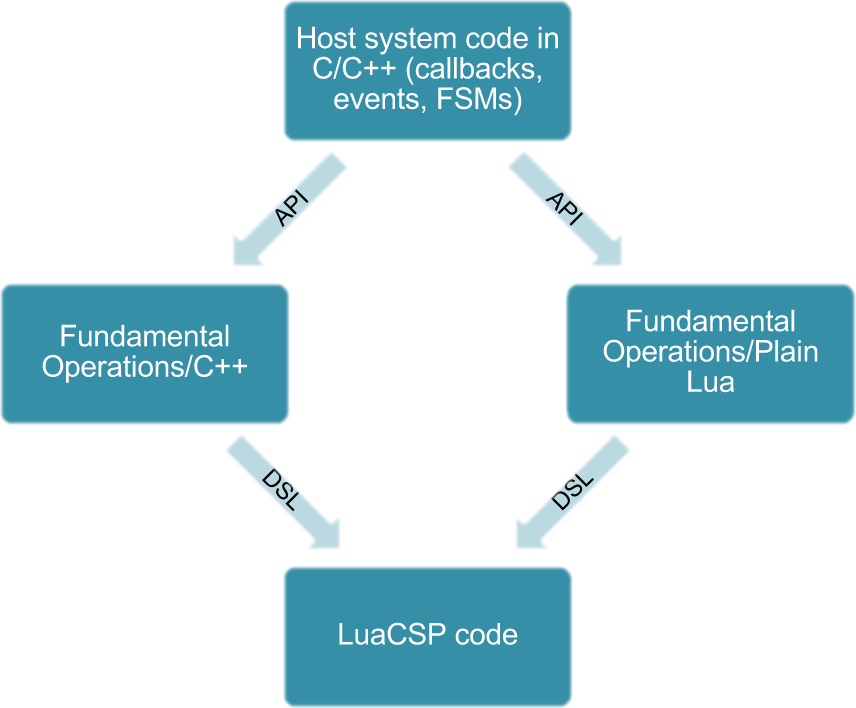 Host system code in
C/C++ (callbacks,
events, FSMs)
API
API
Fundamental
Operations/C++
Fundamental
Operations/Plain
Lua
DSL
DSL
LuaCSP code